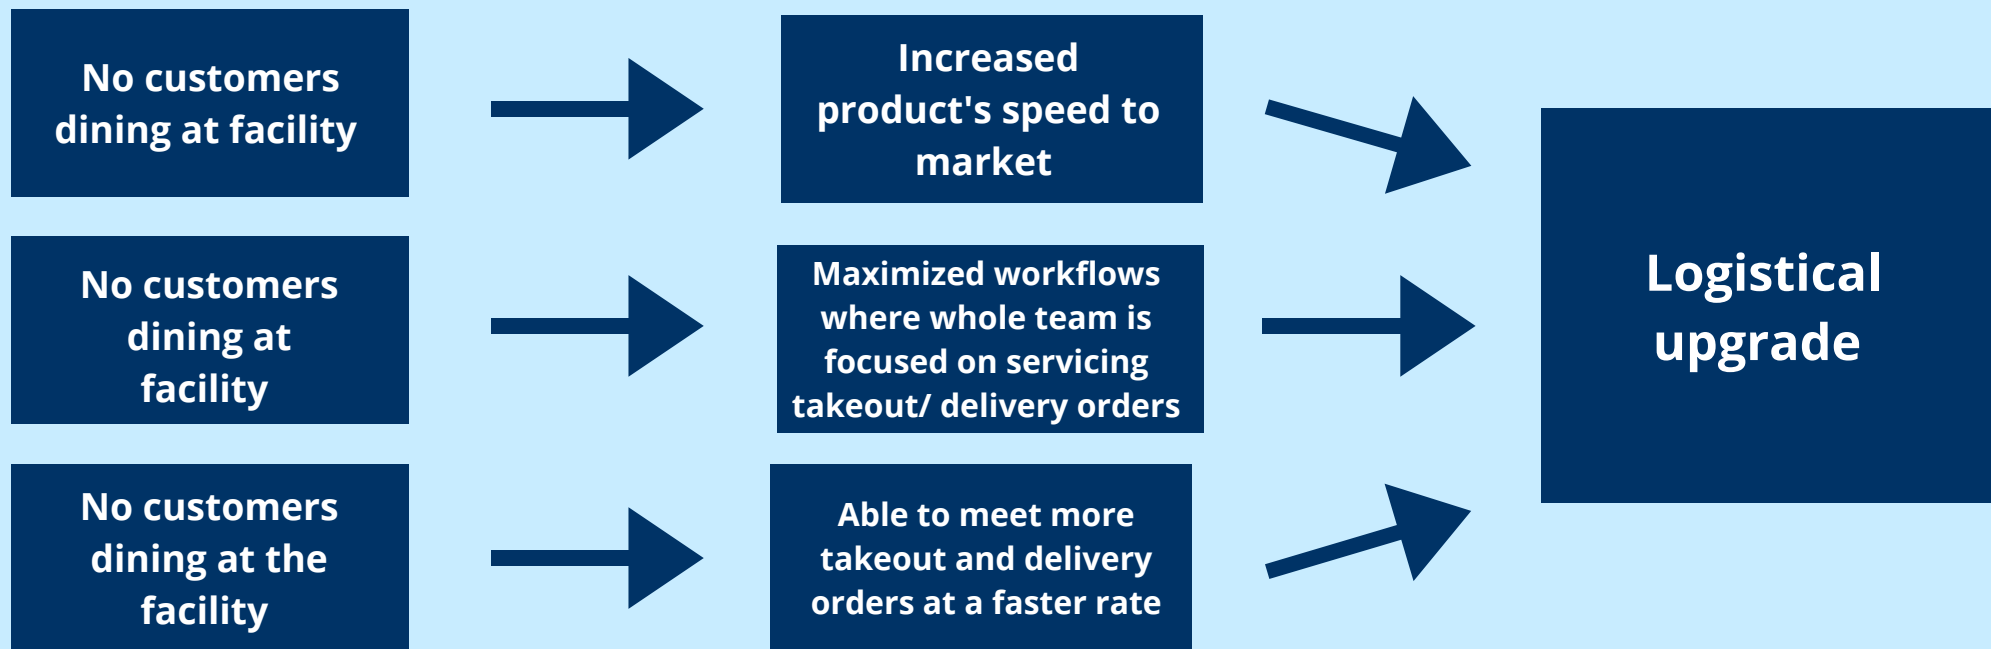 No customers
dining at facility
Increased
product's speed to
market
No customers
dining at
facility
Maximized workflows
where whole team is
focused on servicing
takeout/ delivery orders
Logistical
upgrade
No customers
dining at the
facility
Able to meet more
takeout and delivery
orders at a faster rate